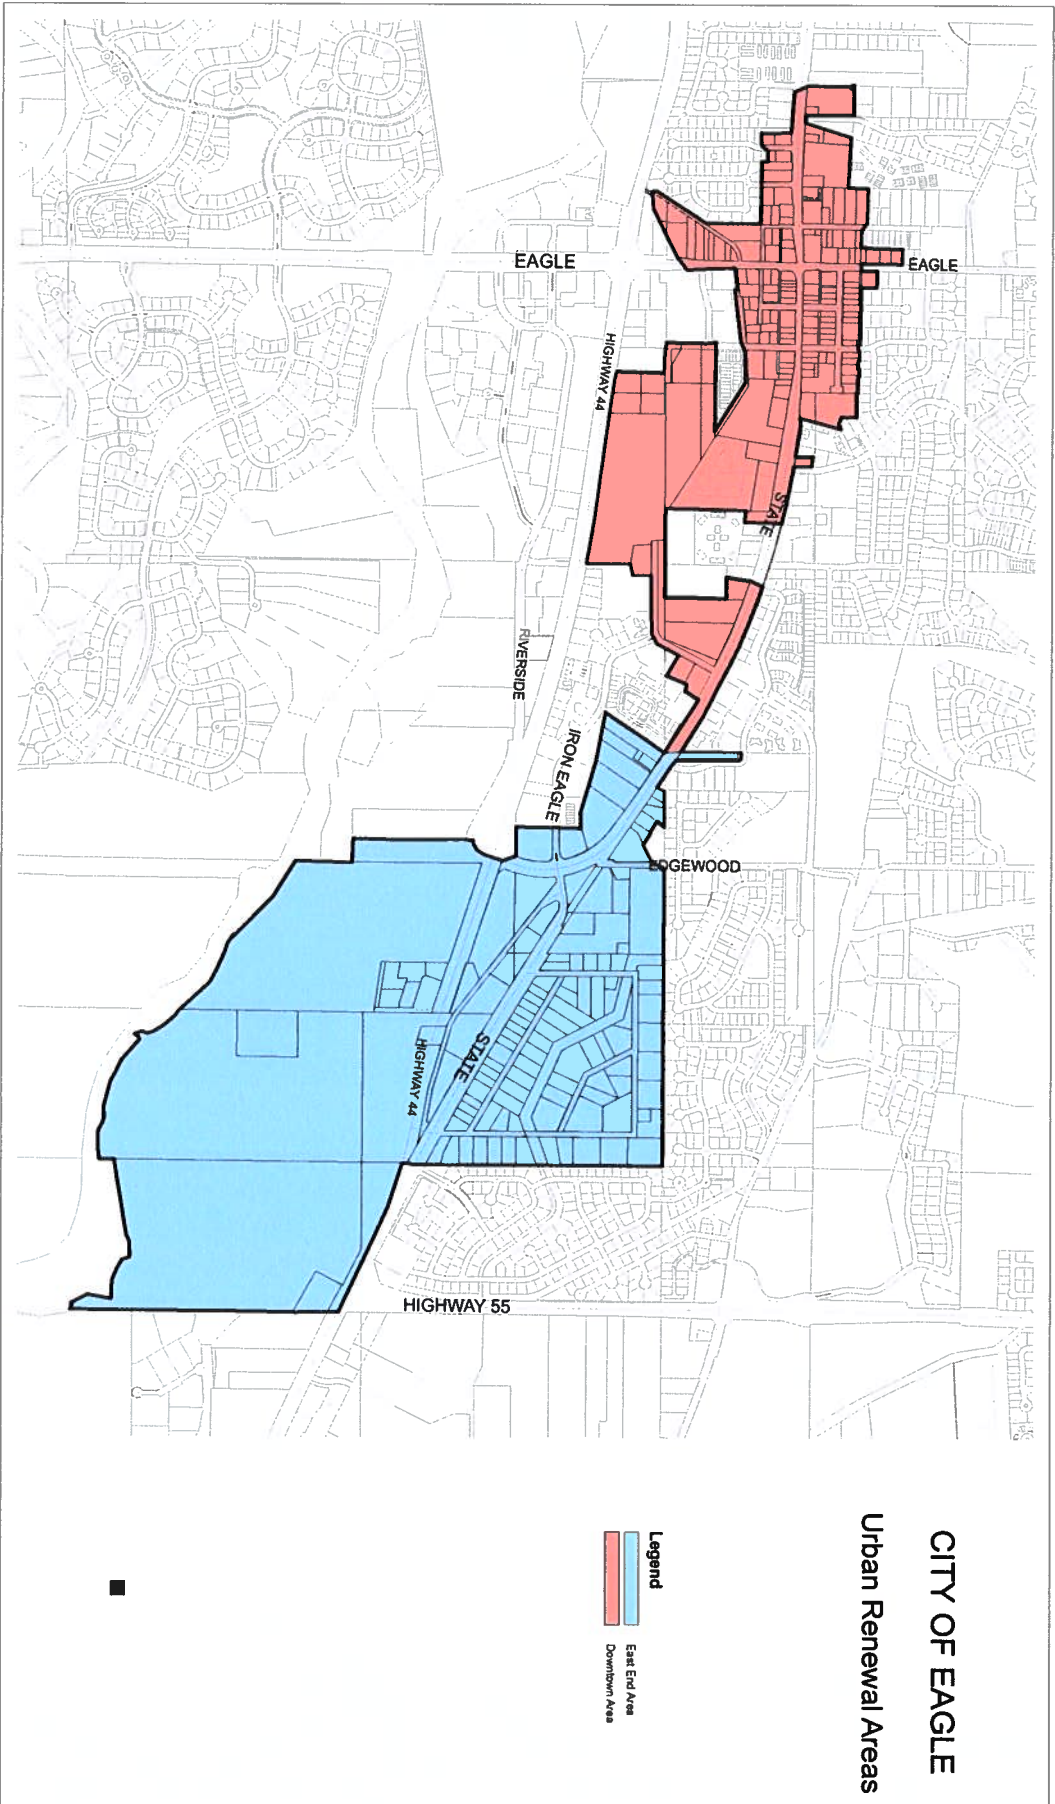 CITY OF EAGLE
Urban Renewal Areas
Legend
East End Area
Downtown Area
EAGLE
EAGLE
HIGHWAY 44
STATE
RIVERSIDE
IRON EAGLE
EDGEWOOD
STATE
HIGHWAY 44
HIGHWAY 55